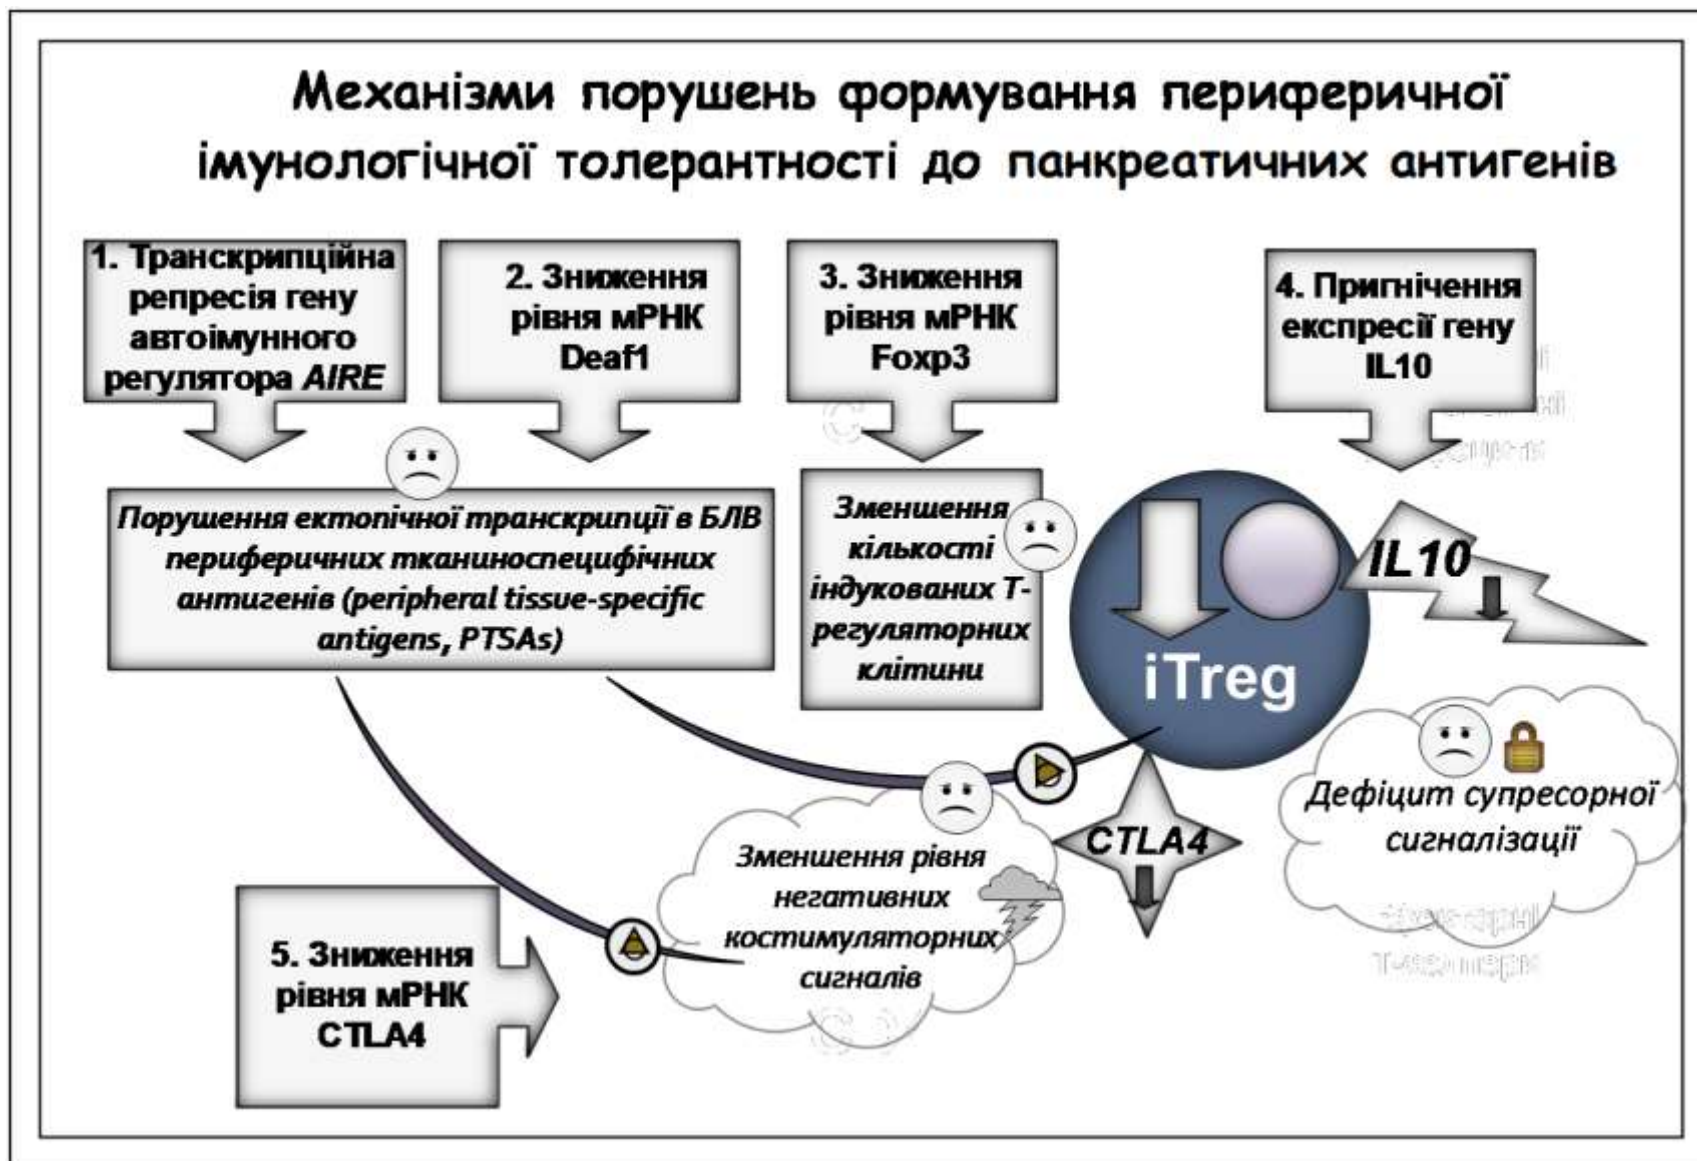 Механізми порушень формування периферичної
імунологічної толерантності до панкреатичних антигенів
1. Транскрипційна
репресія гену
автоімунного
регулятора AIRE
2. Зниження
рівня мРНК
Deaf1
3. Зниження
рівня мРНК
Foxp3
4. Пригнічення
експресії гену
IL10
Порушення ектопічної транскрипції в БЛВ
периферичних тканиноспецифічних
антигенів (peripheral tissue-specific
antigens, PTSAs)
Зменшення
кількості
індукованих Т-
регуляторних
клітини
iTreg
IL10
CTLA4
Дефіцит супресорної
сигналізації
Зменшення рівня
негативних
костимуляторних
сигналів
5. Зниження
рівня мРНК
CTLA4